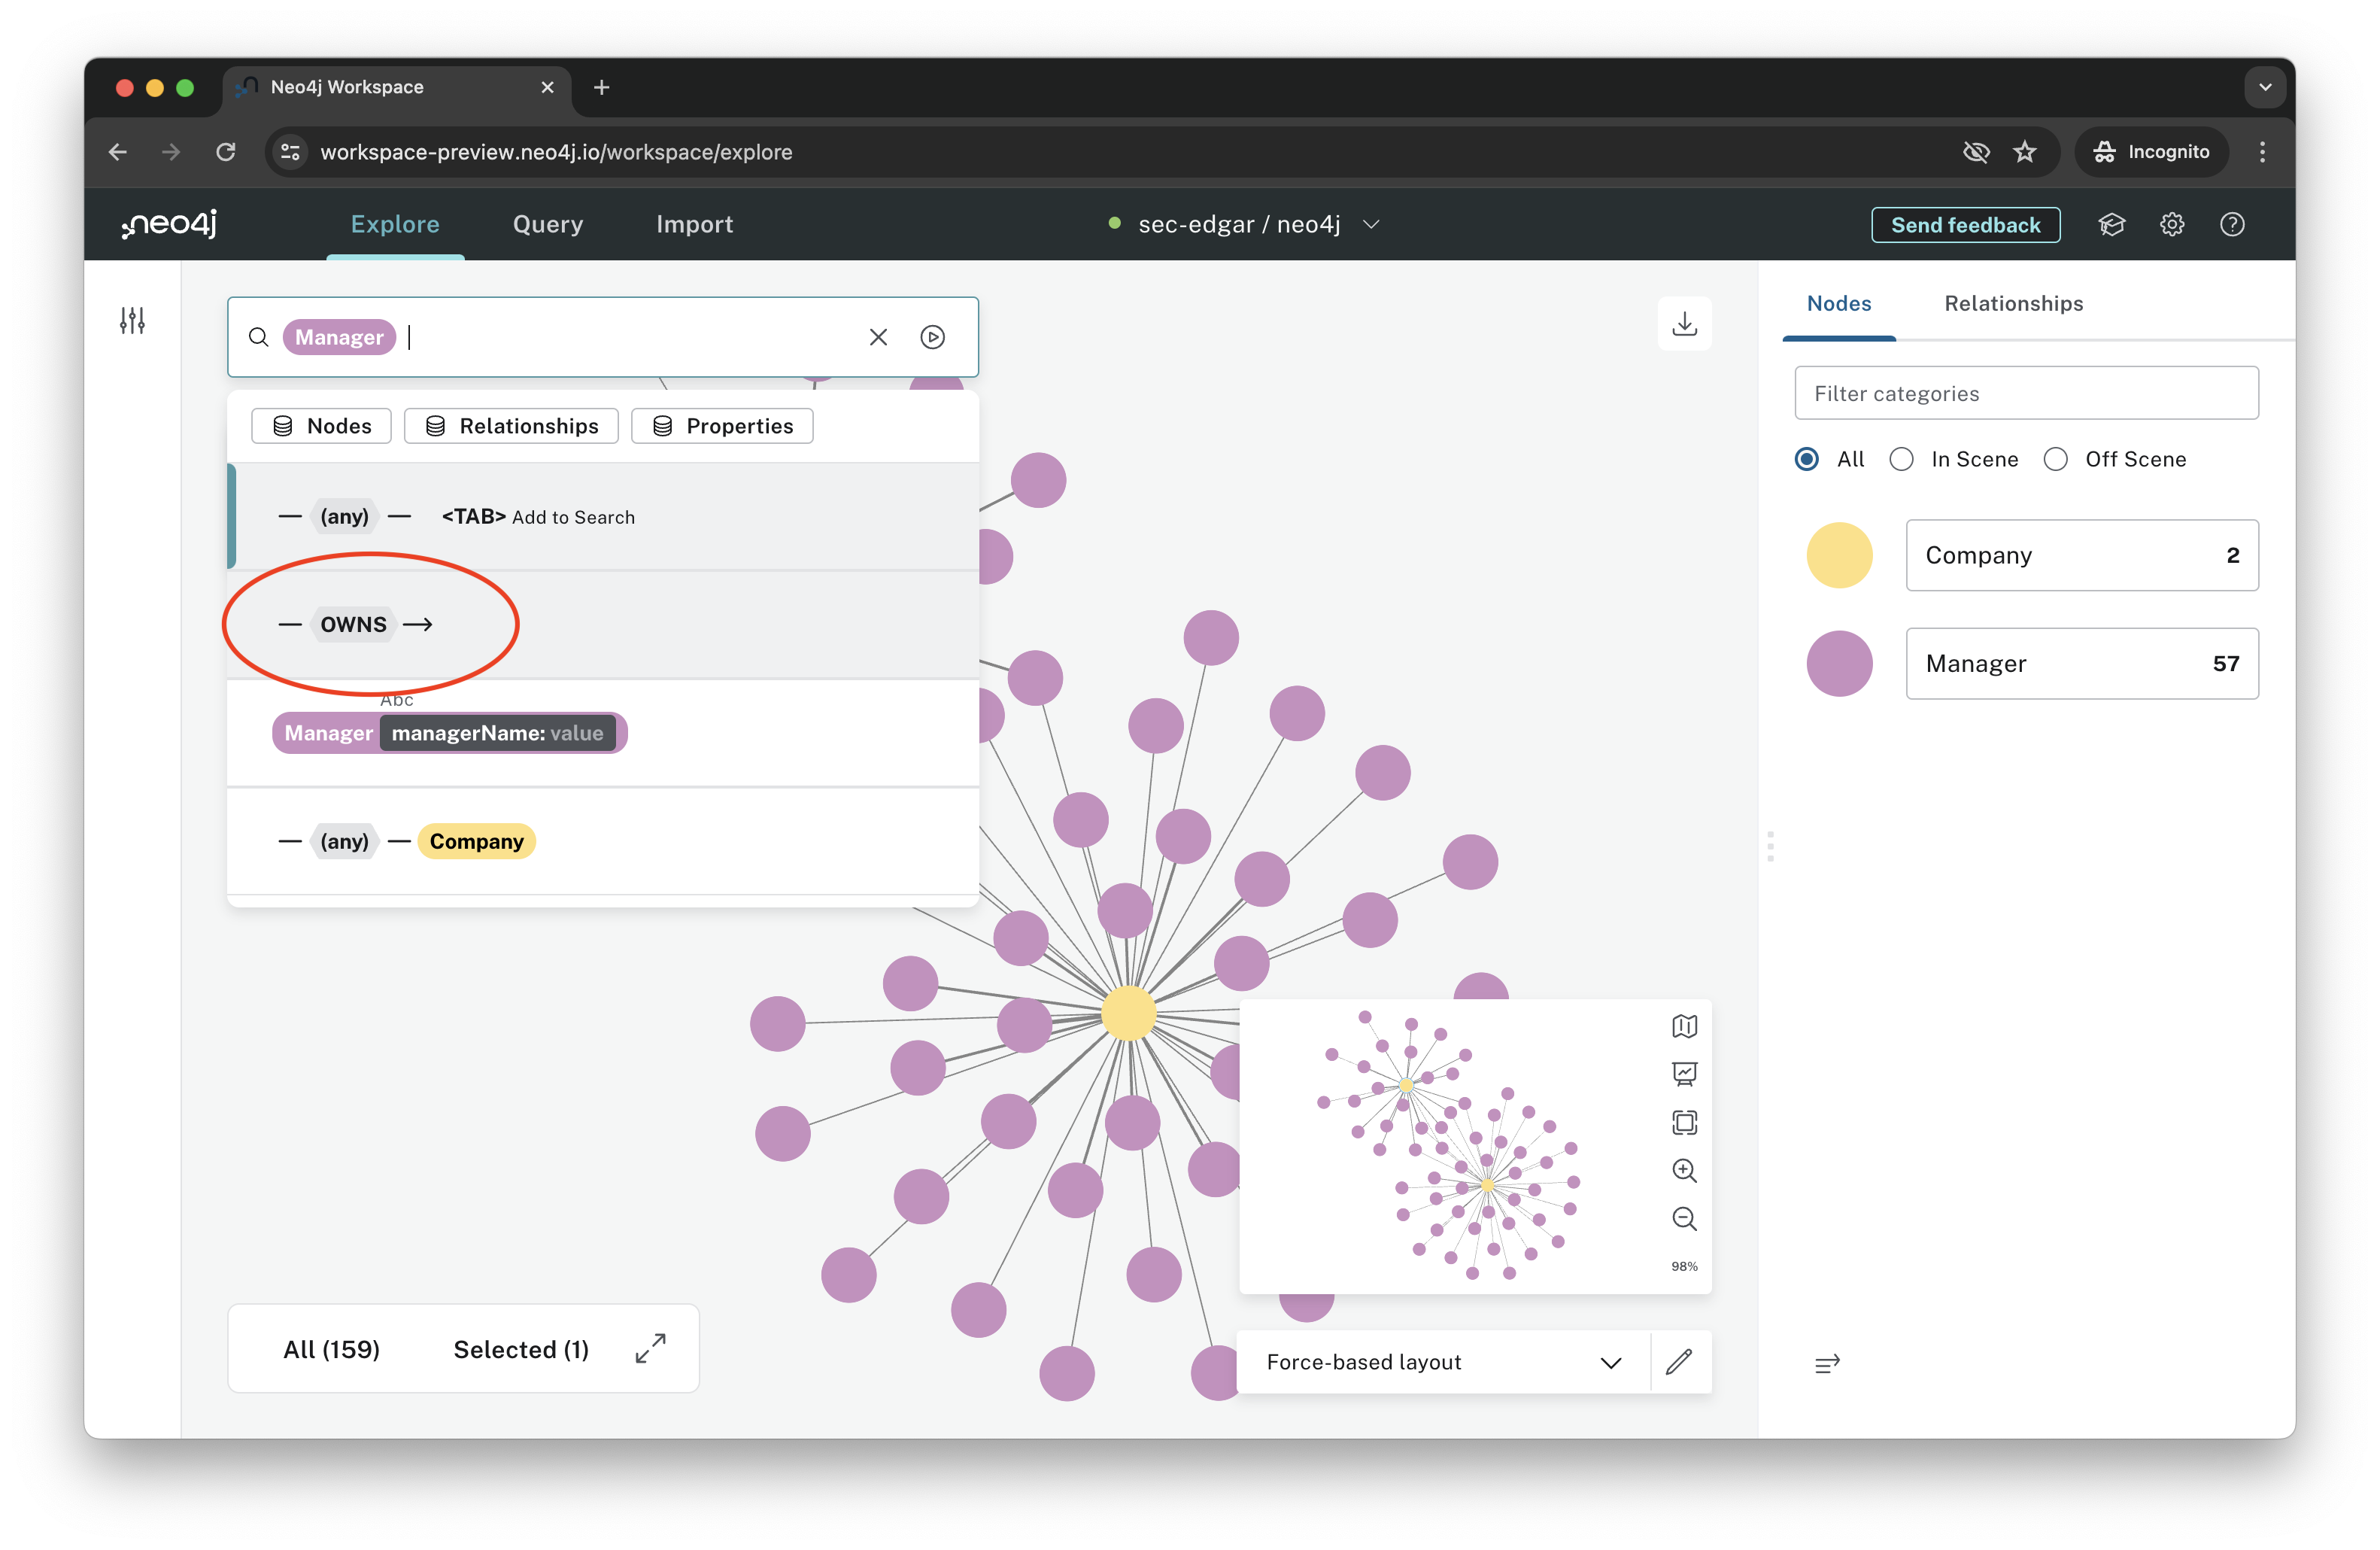 Neo4j Workspace
workspace-preview.neo4j.io/workspace/explore
Incognito
neo4j
Explore
Query
Import
sec-edgar / neo4j
Send feedback
Manager
Nodes
Relationships
Properties
(any)
<TAB> Add to Search
OWNS
Abc
Manager managerName: value
(any) Company
All (159)
Selected (1)
98%
Force-based layout
Nodes
Relationships
Filter categories
All
In Scene
Off Scene
Company 2
Manager 57